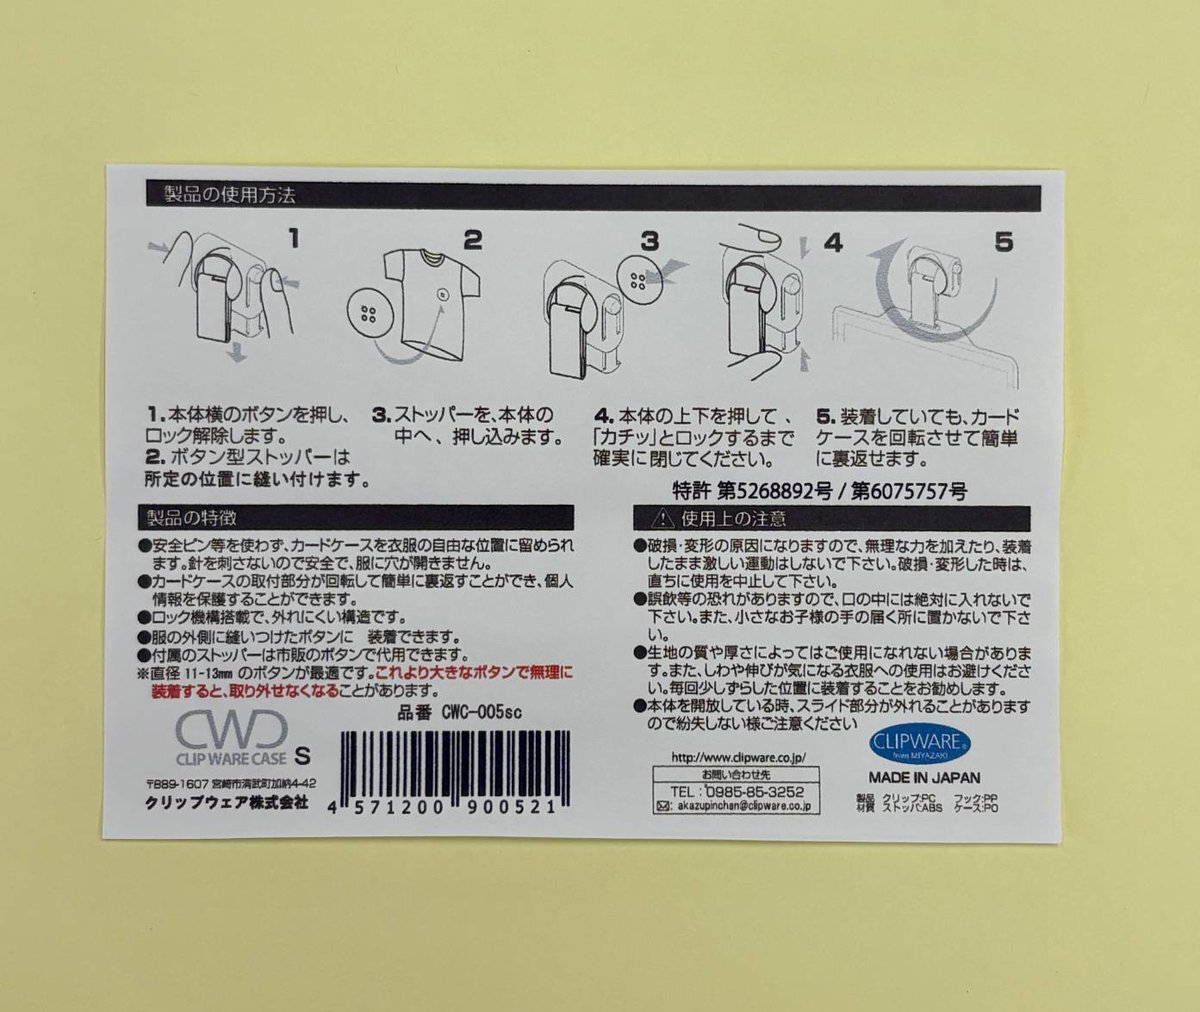 製品の使用方法
1
2
3
4
5
1.本体横のボタンを押し、
ロック解除します。
2.ボタン型ストッパーは
所定の位置に縫い付けます。
3.ストッパーを、本体の
中へ、押し込みます。
4.本体の上下を押して、
「カチッ」とロックするまで
確実に閉じてください。
5.装着していても、カード
ケースを回転させて簡単
に裏返せます。
特許 第5268892号 / 第6075757号
製品の特徴
●安全ピン等を使わず、カードケースを衣服の自由な位置に留められ
ます。針を刺さないので安全で、服に穴が開きません。
●カードケースの取付部分が回転して簡単に裏返すことができ、個人
情報を保護することができます。
●ロック機構搭載で、外れにくい構造です。
●服の外側に縫いつけたボタンに 装着できます。
●付属のストッパーは市販のボタンで代用できます。
※直径 11-13mm のボタンが最適です。これより大きなボタンで無理に
装着すると、取り外せなくなることがあります。
品番 CWC-005sc
CWC
CLIP WARE CASE S
〒889-1607 宮崎市清武町加納4-42
クリップウェア株式会社
4 571200 900521
使用上の注意
●破損・変形の原因になりますので、無理な力を加えたり、装着
したまま激しい運動はしないで下さい。破損・変形した時は、
直ちに使用を中止して下さい。
●誤飲等の恐れがありますので、口の中には絶対に入れないで
下さい。また、小さなお子様の手の届く所に置かないで下さ
い。
●生地の質や厚さによってはご使用になれない場合がありま
す。また、しわや伸びが気になる衣服への使用はお避けくださ
い。毎回少しずらした位置に装着することをお勧めします。
●本体を開放している時、スライド部分が外れることがあります
ので紛失しない様ご注意ください
CLIPWARE®
from MIYAZAKI
http://www.clipware.co.jp/
お問い合わせ先
TEL:0985-85-3252
✉: akazupinchan@clipware.co.jp
MADE IN JAPAN
製品 クリップ:PC フック:PP
材質 ストッパ:ABS ケース:PO